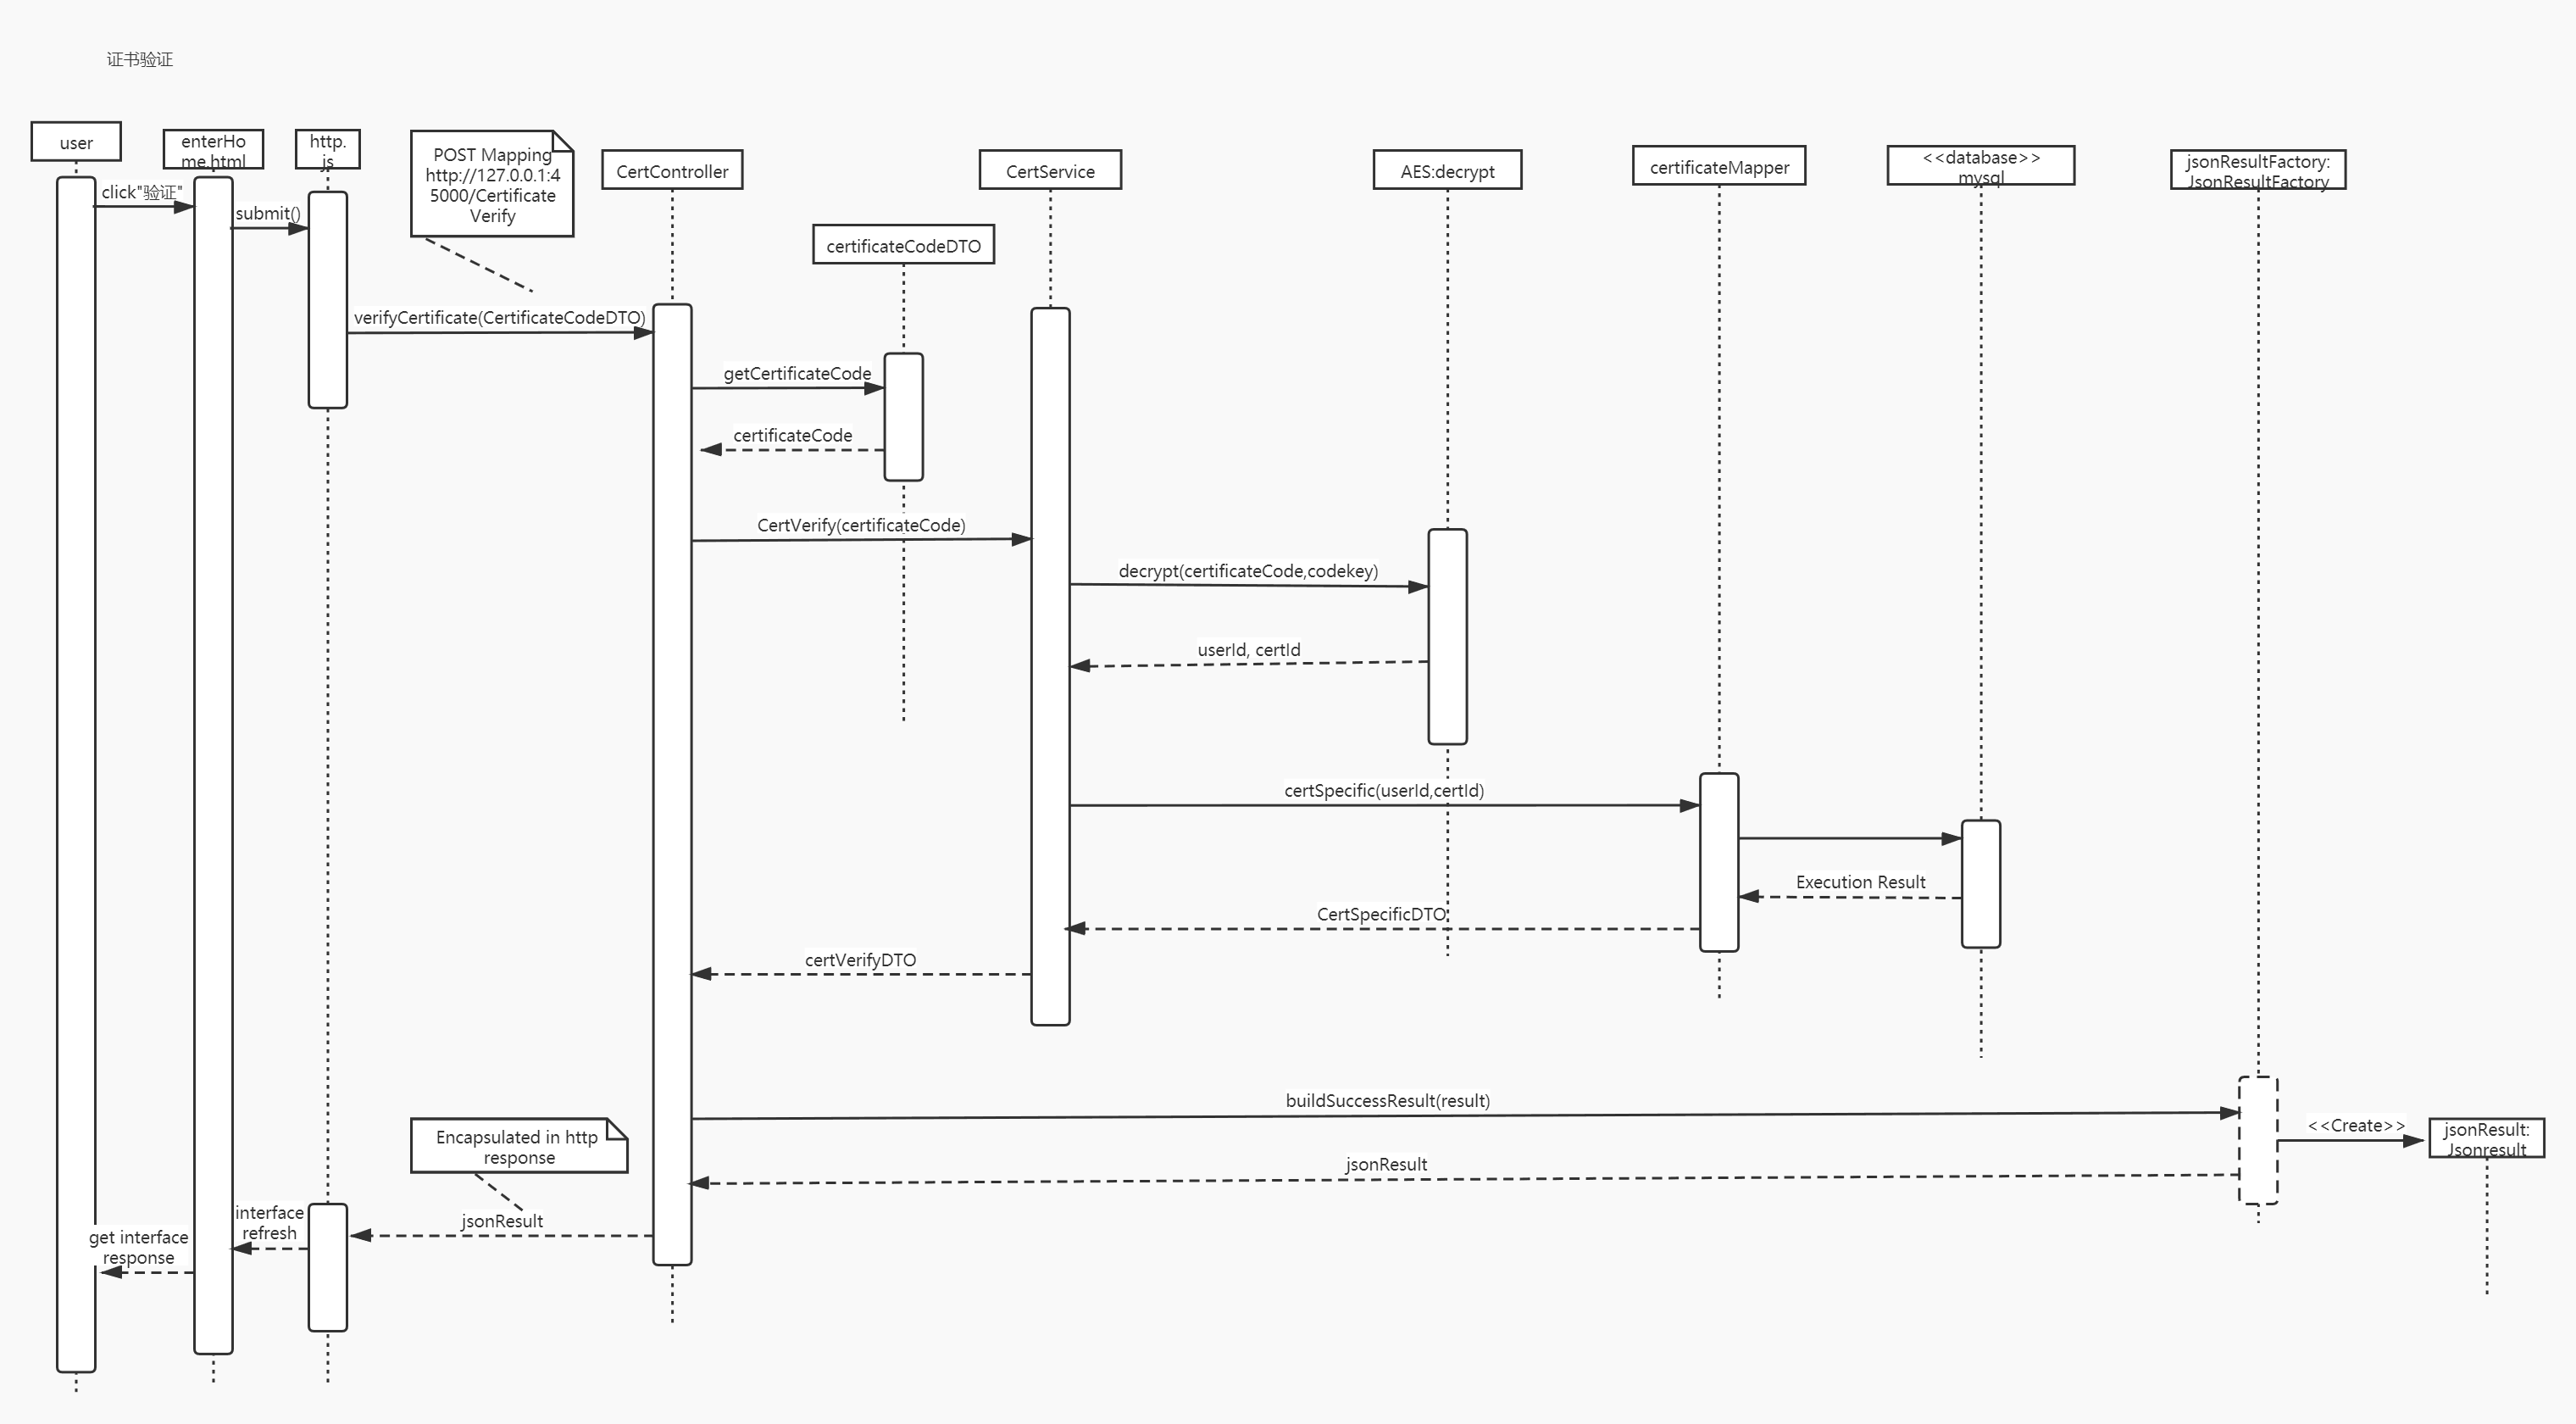 证书验证
user
enterHo
me.html
http.
js
POST Mapping
http://127.0.0.1:4
5000/Certificate
Verify
CertController
certificateCodeDTO
CertService
AES:decrypt
certificateMapper
<<database>>
mysql
jsonResultFactory:
JsonResultFactory
click"验证"
submit()
verifyCertificate(CertificateCodeDTO)
getCertificateCode
certificateCode
CertVerify(certificateCode)
decrypt(certificateCode,codekey)
userId, certId
certSpecific(userId,certId)
Execution Result
CertSpecificDTO
certVerifyDTO
buildSuccessResult(result)
<<Create>>
jsonResult:
Jsonresult
Encapsulated in http
response
jsonResult
jsonResult
interface
refresh
get interface
response